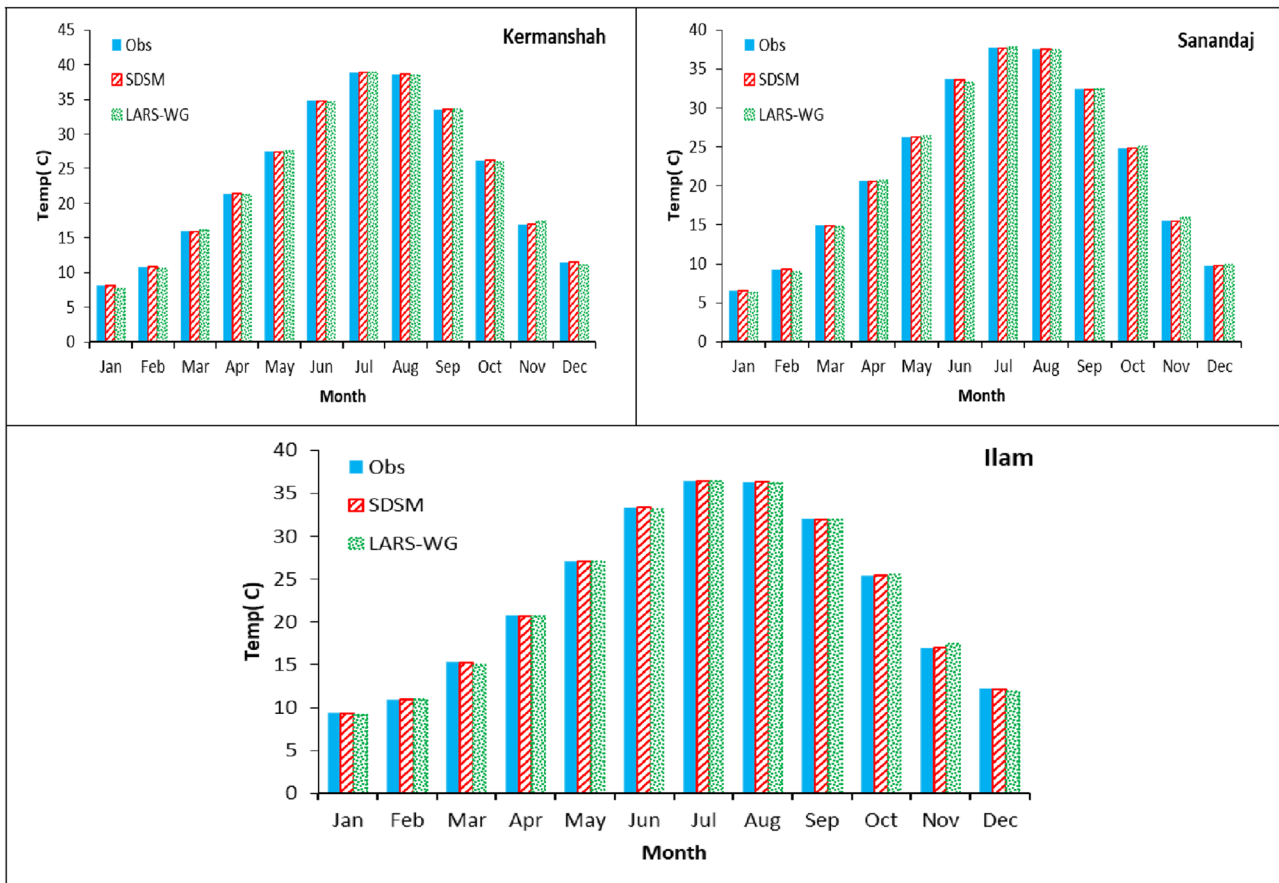 Kermanshah
Obs
SDSM
LARS-WG
Temp( C)
45
40
35
30
25
20
15
10
5
0
Jan Feb Mar Apr May Jun Jul Aug Sep Oct Nov Dec
Month
Sanandaj
Obs
SDSM
LARS-WG
Temp( C)
40
35
30
25
20
15
10
5
0
Jan Feb Mar Apr May Jun Jul Aug Sep Oct Nov Dec
Month
Ilam
Obs
SDSM
LARS-WG
Temp( C)
40
35
30
25
20
15
10
5
0
Jan Feb Mar Apr May Jun Jul Aug Sep Oct Nov Dec
Month